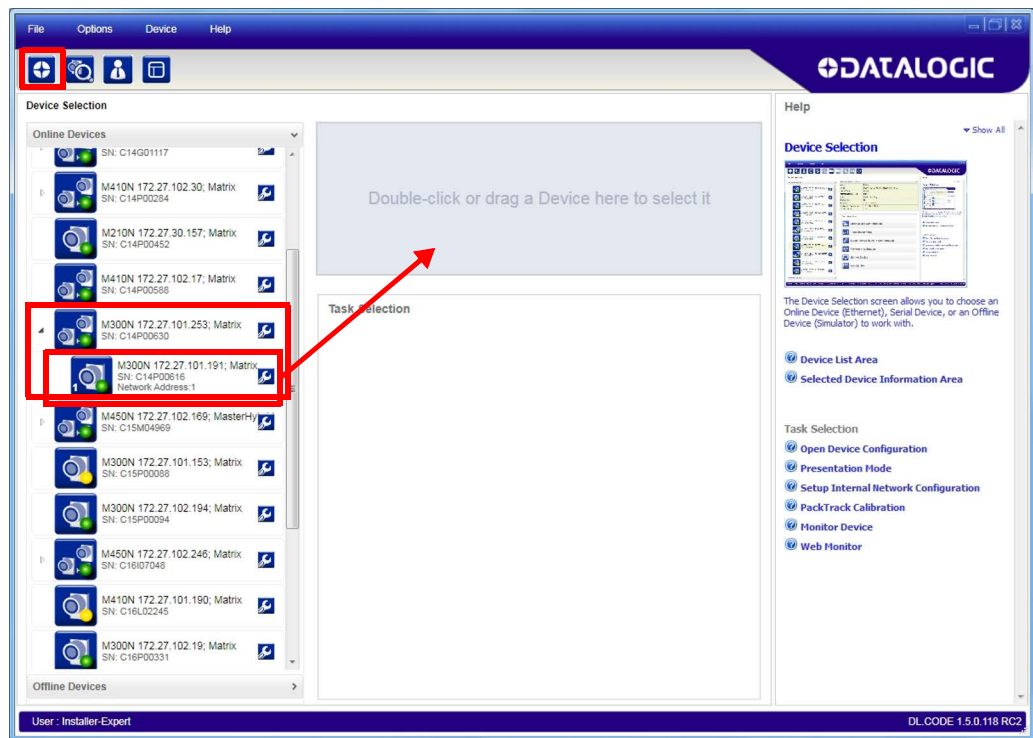 File Options Device Help
DATALOGIC
Device Selection
Online Devices
SN: C14G01117
M410N 172.27.102.30; Matrix
SN: C14P00284
M210N 172.27.30.157; Matrix
SN: C14P00452
M410N 172.27.102.17; Matrix
SN: C14P00588
M300N 172.27.101.253; Matrix
SN: C14P00630
M300N 172.27.101.191; Matrix
SN: C14P00616
Network Address:1
1
M450N 172.27.102.169; MasterHy
SN: C15M04969
M300N 172.27.101.153; Matrix
SN: C15P00088
M300N 172.27.102.194; Matrix
SN: C15P00094
M450N 172.27.102.246; Matrix
SN: C16I07048
M410N 172.27.101.190; Matrix
SN: C16L02245
M300N 172.27.102.19; Matrix
SN: C16P00331
Offline Devices
Double-click or drag a Device here to select it
Task Selection
Help
Show All
Device Selection
The Device Selection screen allows you to choose an
Online Device (Ethernet), Serial Device, or an Offline
Device (Simulator) to work with.
Device List Area
Selected Device Information Area
Task Selection
Open Device Configuration
Presentation Mode
Setup Internal Network Configuration
PackTrack Calibration
Monitor Device
Web Monitor
User : Installer-Expert
DL.CODE 1.5.0.118 RC2